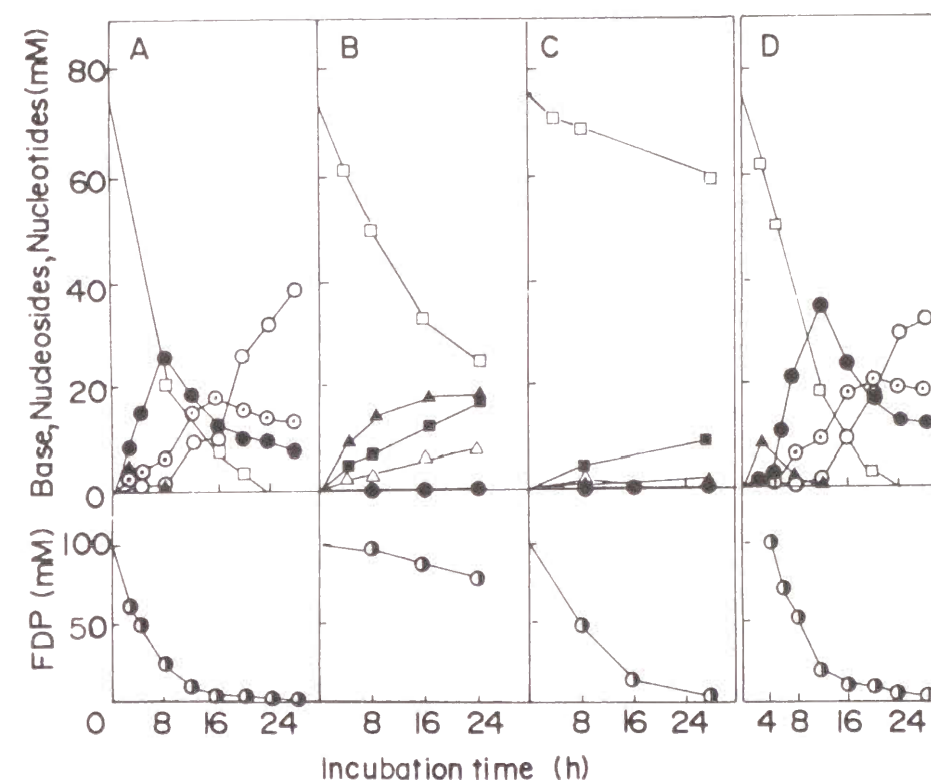 A B C D
Base, Nucleosides, Nucleotides (mM)
80
60
40
20
0
FDP (mM)
100
50
0 8 16 24 8 16 24 8 16 24 4 8 16 24
Incubation time (h)